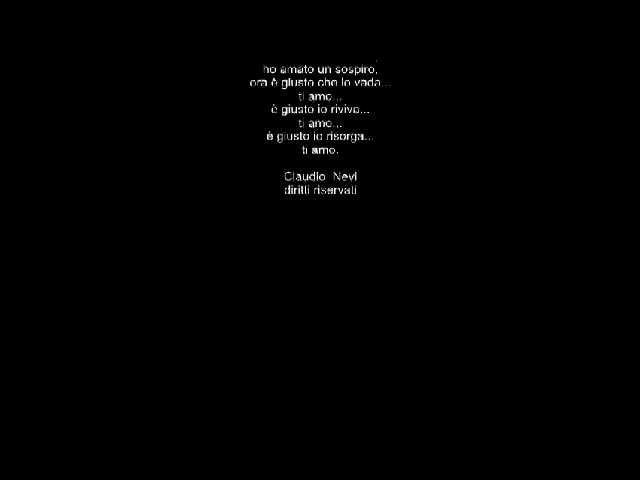 ho amato un sospiro,
ora è giusto che io vada...
ti amo...
è giusto io riviva...
ti amo...
è giusto io risorga...
ti amo.
Claudio Nevi
diritti riservati